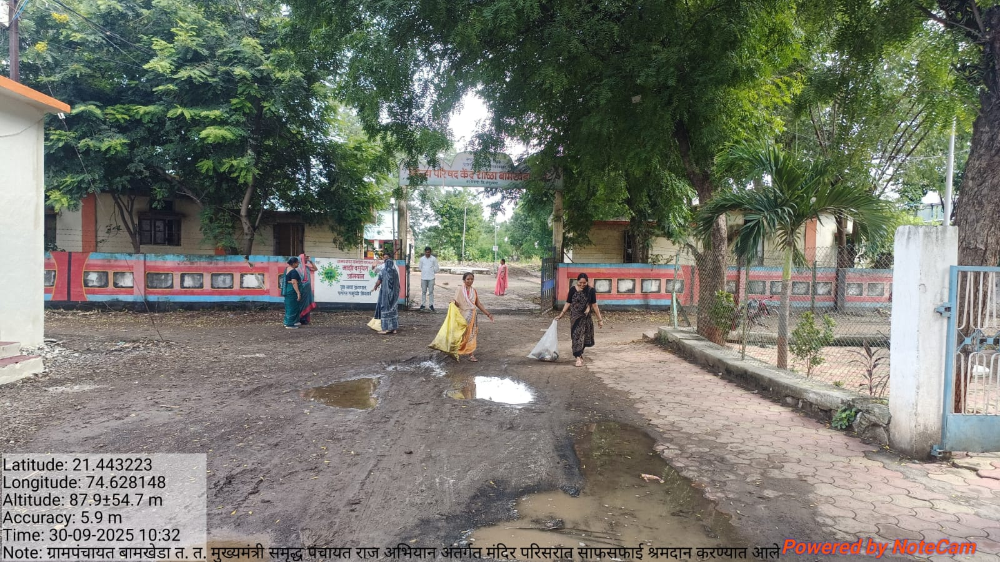 परिषद केंद्र शाळा बामखेडा
माझी वसुंधरा
अभियान
Latitude: 21.443223
Longitude: 74.628148
Altitude: 87.9±54.7 m
Accuracy: 5.9 m
Time: 30-09-2025 10:32
Note: ग्रामपंचायत बामखेडा त. त. मुख्यमंत्री समृद्ध पंचायत राज अभियान अंतर्गत मंदिर परिसरात साफसफाई श्रमदान करण्यात आले
Powered by NoteCam